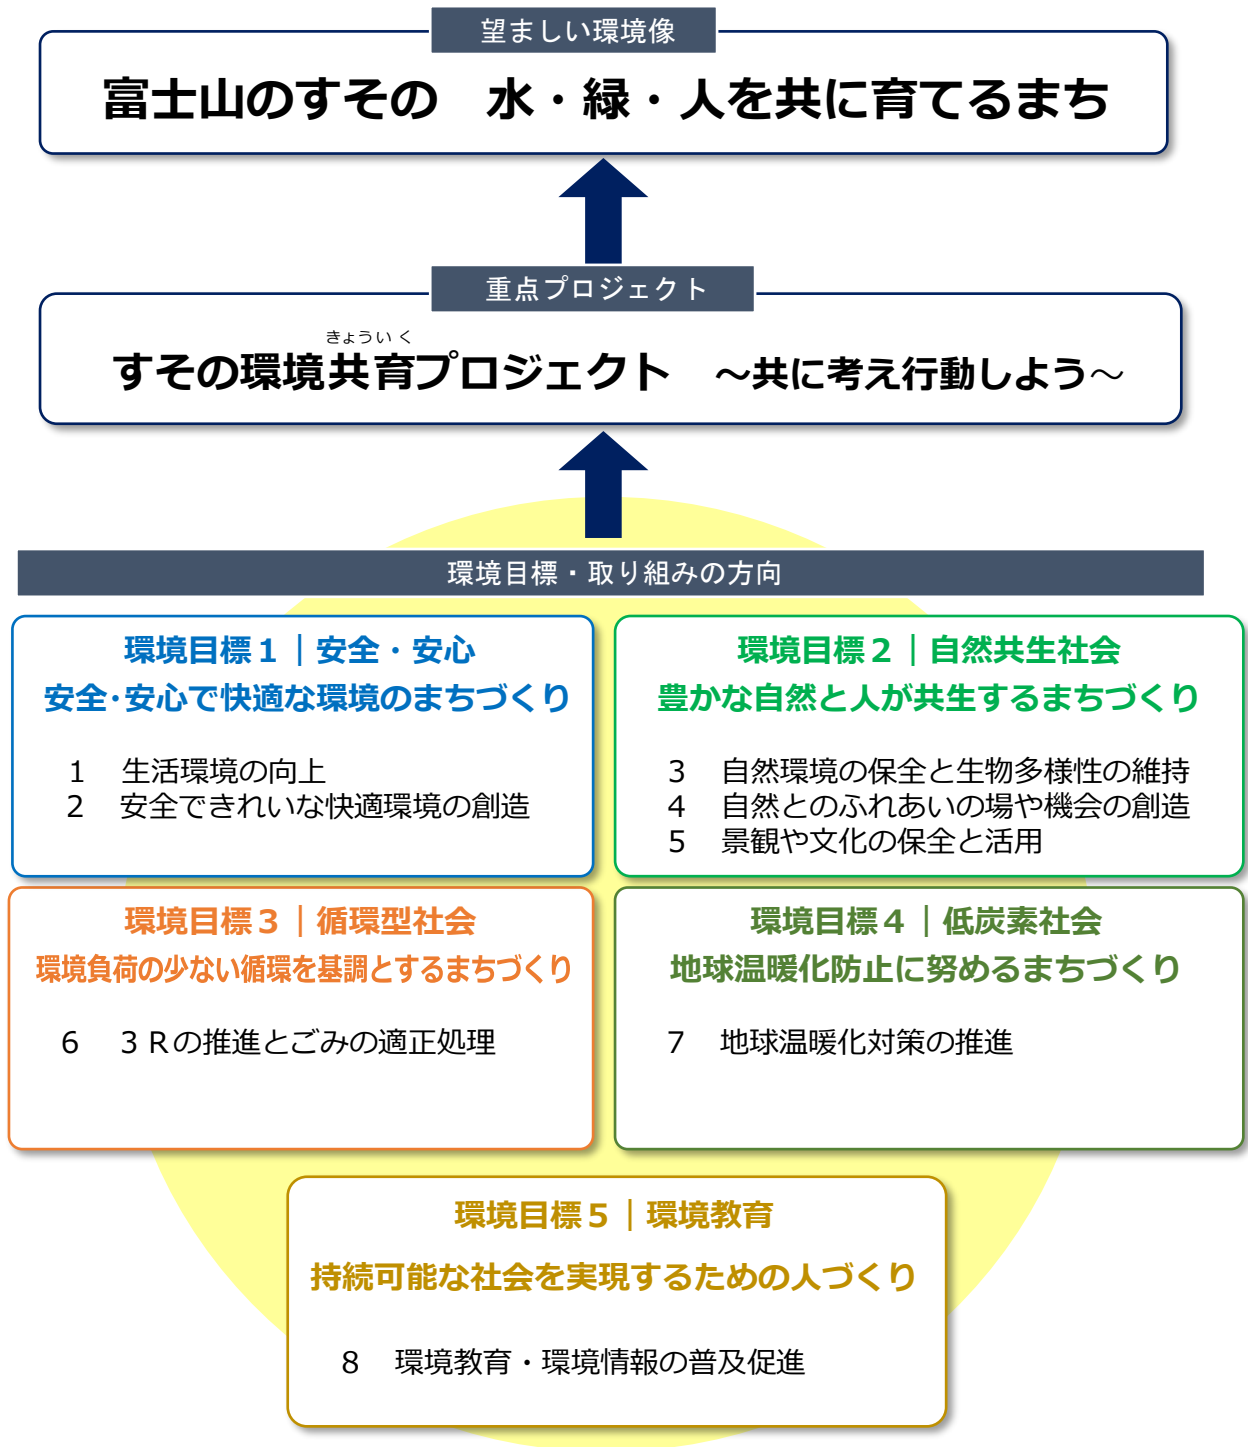 望ましい環境像
富士山のすその　水・緑・人を共に育てるまち
重点プロジェクト
きょういく
すその環境共育プロジェクト　～共に考え行動しよう～
環境目標・取り組みの方向
環境目標１｜安全・安心
安全・安心で快適な環境のまちづくり
１　生活環境の向上
２　安全できれいな快適環境の創造
環境目標２｜自然共生社会
豊かな自然と人が共生するまちづくり
３　自然環境の保全と生物多様性の維持
４　自然とのふれあいの場や機会の創造
５　景観や文化の保全と活用
環境目標３｜循環型社会
環境負荷の少ない循環を基調とするまちづくり
６　３Ｒの推進とごみの適正処理
環境目標４｜低炭素社会
地球温暖化防止に努めるまちづくり
７　地球温暖化対策の推進
環境目標５｜環境教育
持続可能な社会を実現するための人づくり
８　環境教育・環境情報の普及促進